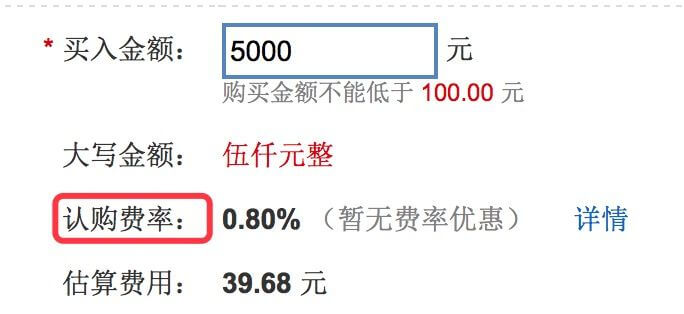 * 买入金额： 5000 元
购买金额不能低于 100.00 元
大写金额： 伍仟元整
认购费率： 0.80% （暂无费率优惠） 详情
估算费用： 39.68 元